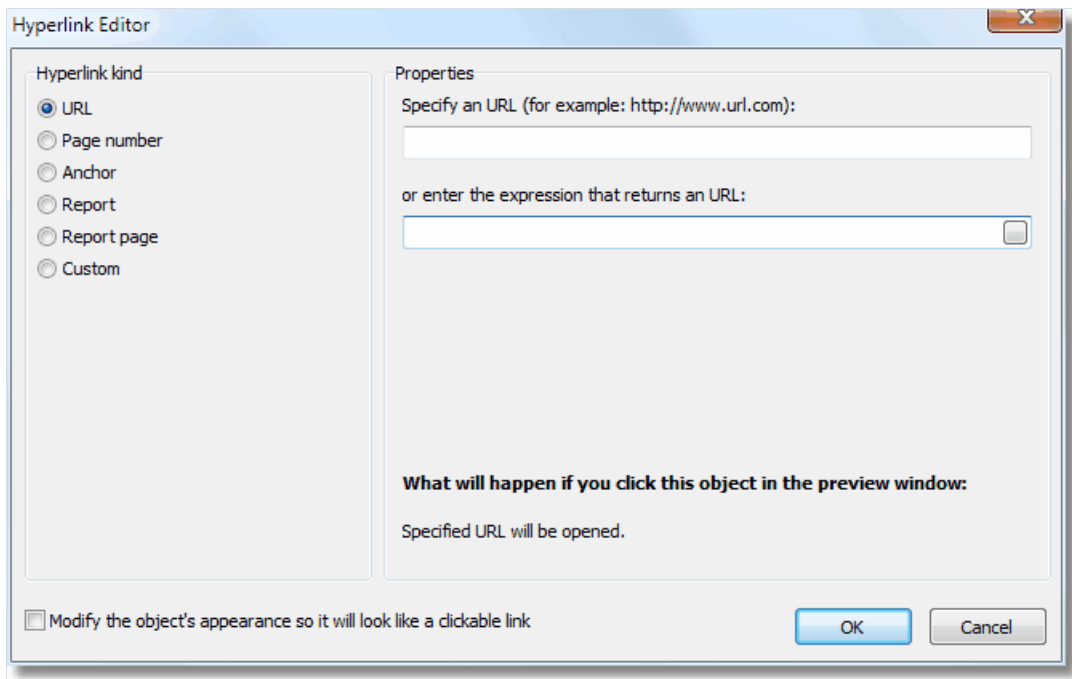 Hyperlink Editor
Hyperlink kind
URL
Page number
Anchor
Report
Report page
Custom
Properties
Specify an URL (for example: http://www.url.com):
or enter the expression that returns an URL:
What will happen if you click this object in the preview window:
Specified URL will be opened.
Modify the object's appearance so it will look like a clickable link
OK
Cancel